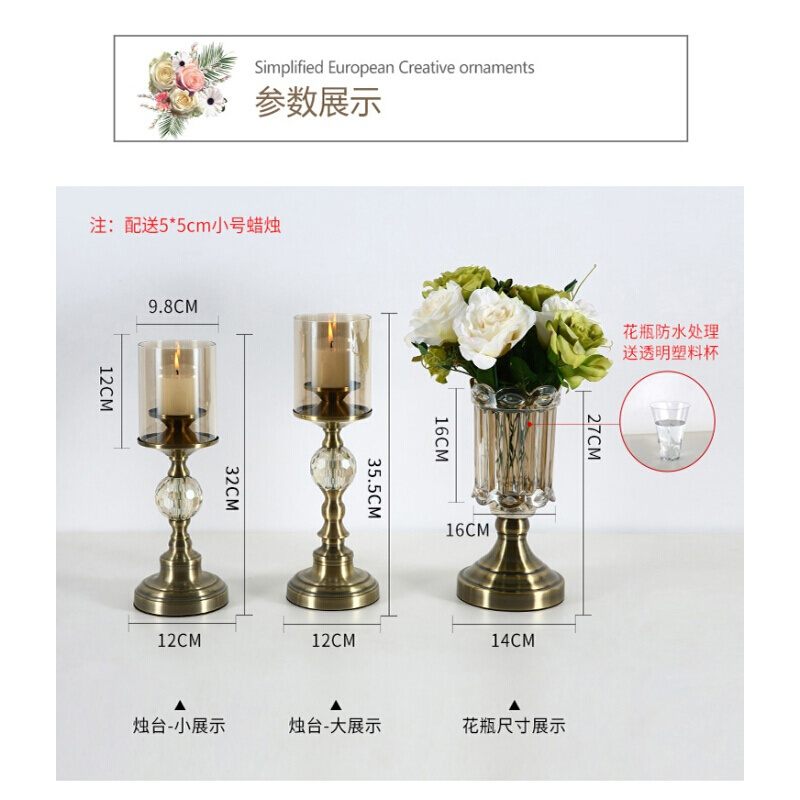 Simplified European Creative ornaments
参数展示
注：配送5*5cm小号蜡烛
9.8CM
12CM
32CM
12CM
35.5CM
12CM
16CM
16CM
27CM
14CM
花瓶防水处理
送透明塑料杯
▲
烛台-小展示
▲
烛台-大展示
▲
花瓶尺寸展示